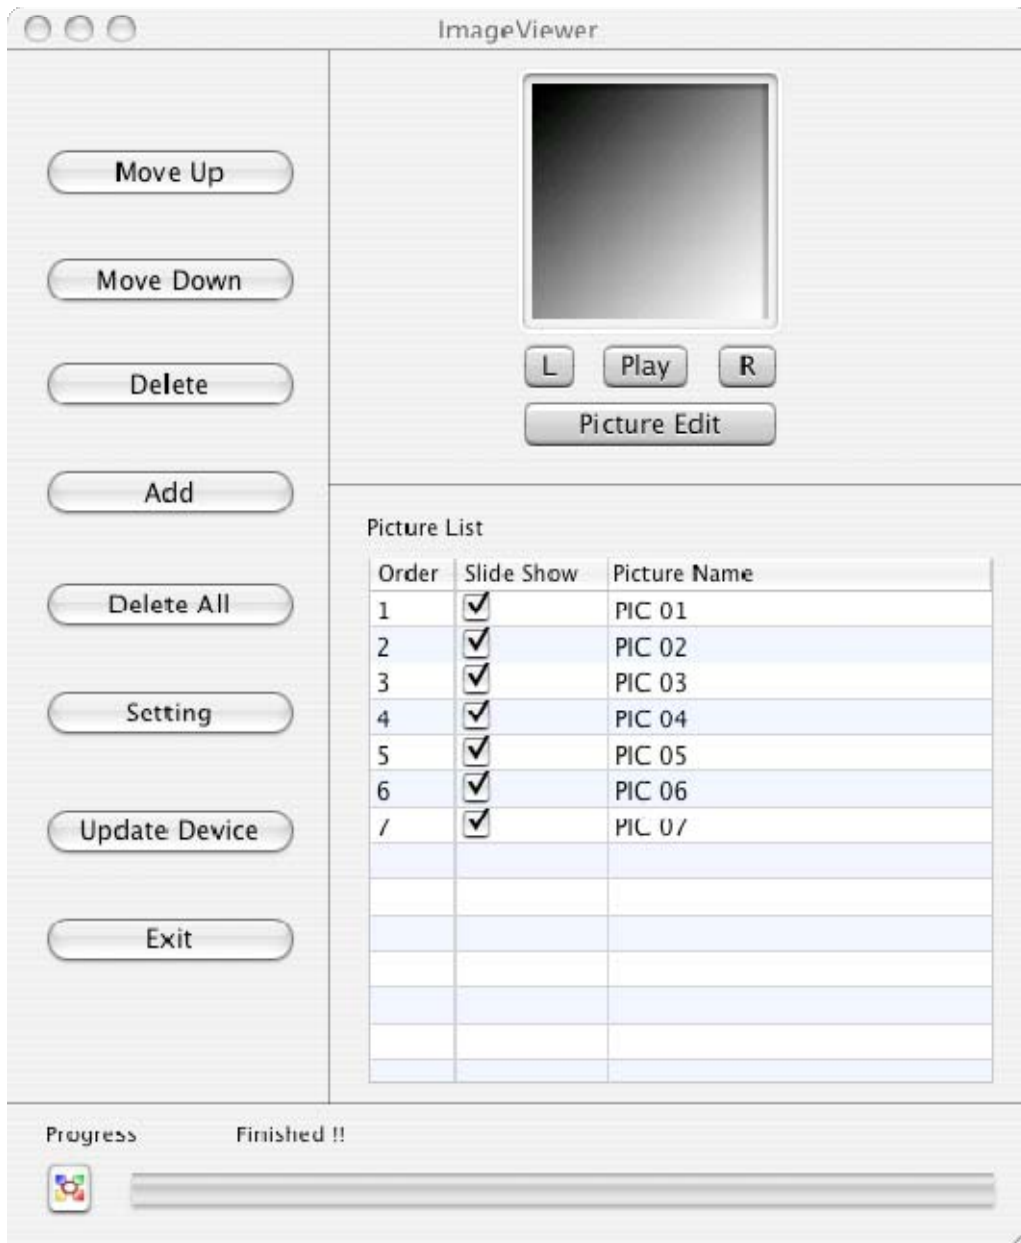 ImageViewer
Move Up
Move Down
Delete
Add
Delete All
Setting
Update Device
Exit
L Play R
Picture Edit
Picture List
Order Slide Show Picture Name
1 PIC 01
2 PIC 02
3 PIC 03
4 PIC 04
5 PIC 05
6 PIC 06
7 PIC 07
Progress Finished !!